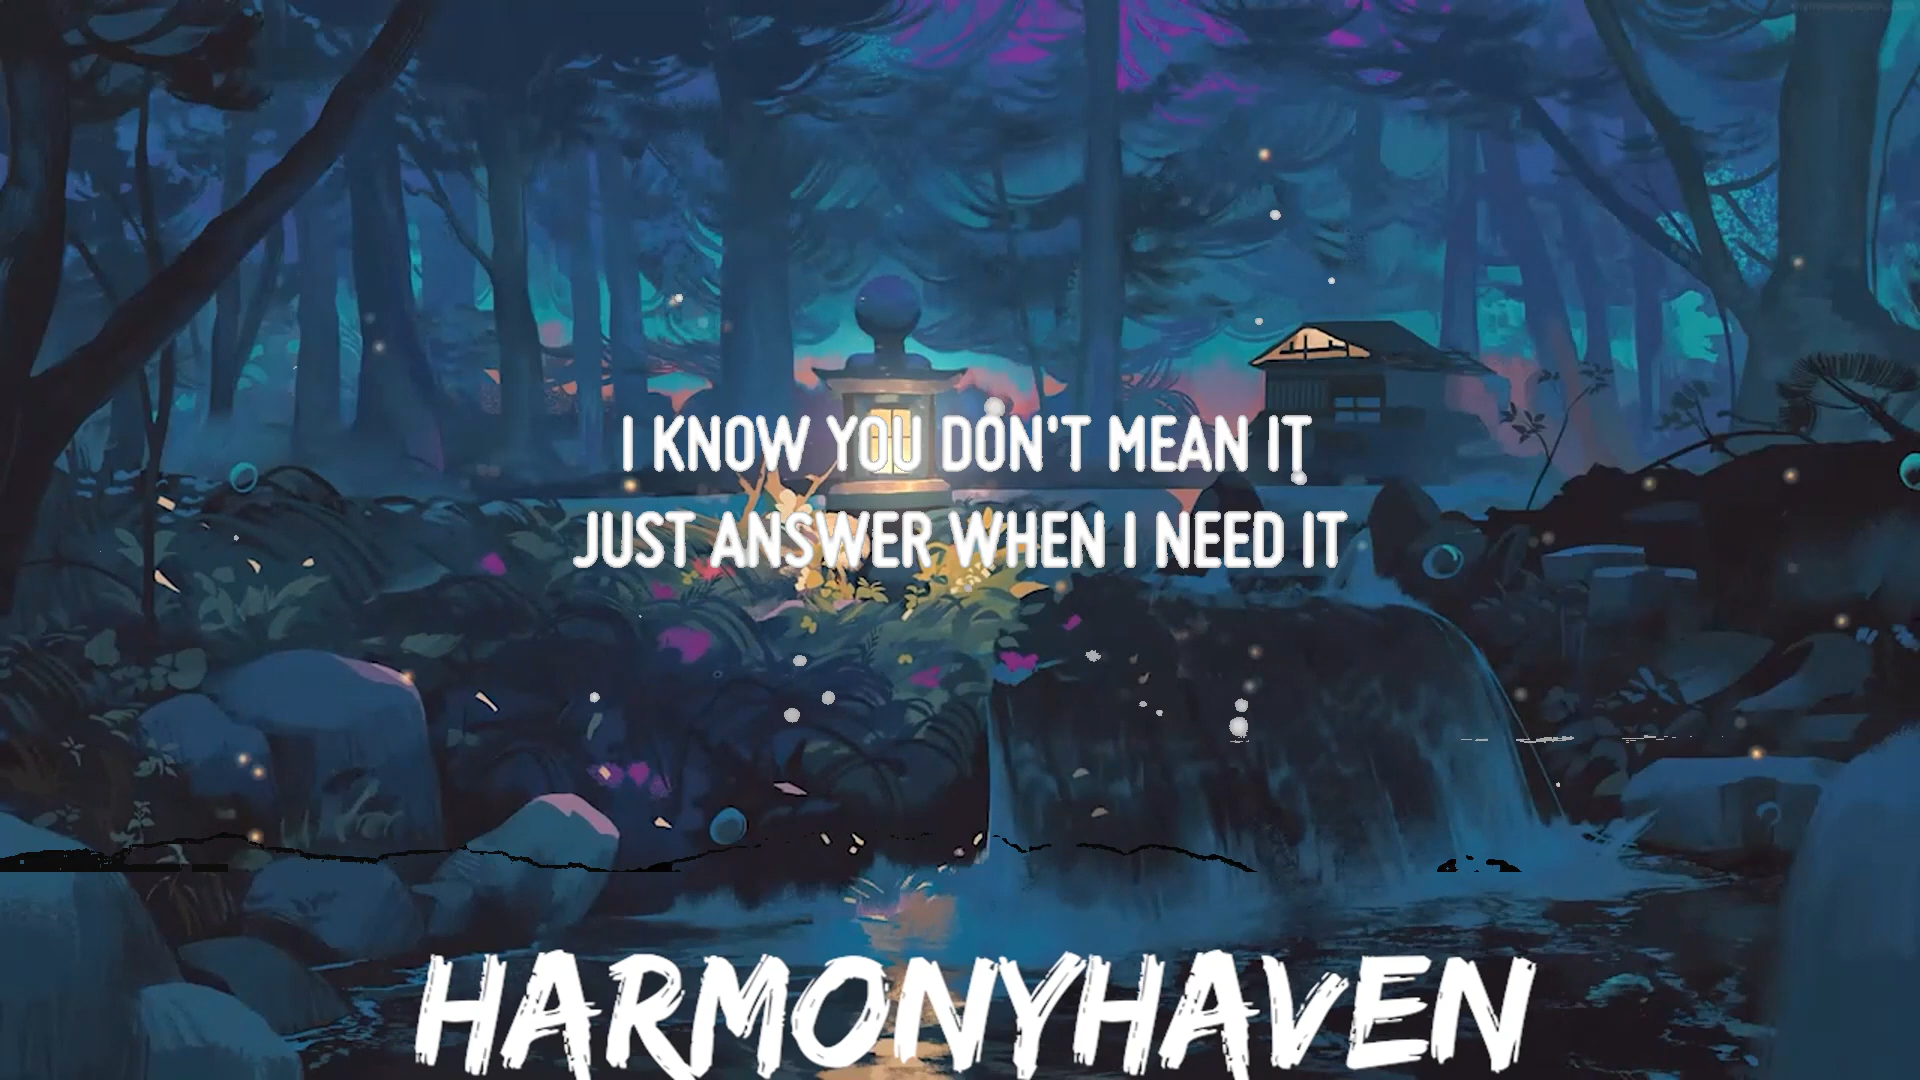 I KNOW YOU DON'T MEAN IT
JUST ANSWER WHEN I NEED IT
HARMONYHAVEN